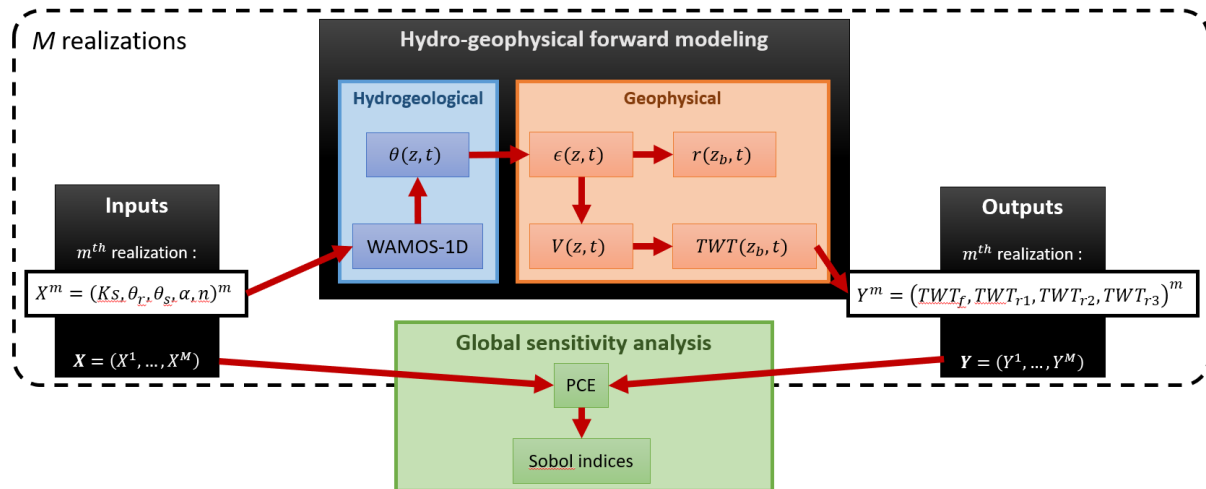 M realizations
Hydro-geophysical forward modeling
Hydrogeological
Geophysical
θ(z, t)
ϵ(z, t)
r(z_b, t)
WAMOS-1D
V(z, t)
TWT(z_b, t)
Inputs
m^th realization :
X^m = (Ks, θ_r, θ_s, α, n)^m
X = (X^1, ..., X^M)
Outputs
m^th realization :
Y^m = (TWT_f, TWT_r1, TWT_r2, TWT_r3)^m
Y = (Y^1, ..., Y^M)
Global sensitivity analysis
PCE
Sobol indices